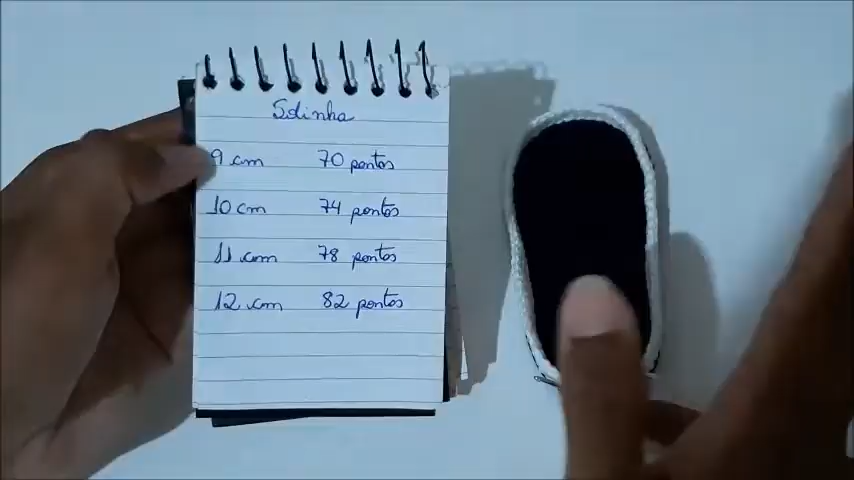 Solinha
9 cm 70 pontos
10 cm 74 pontos
11 cm 78 pontos
12 cm 82 pontos